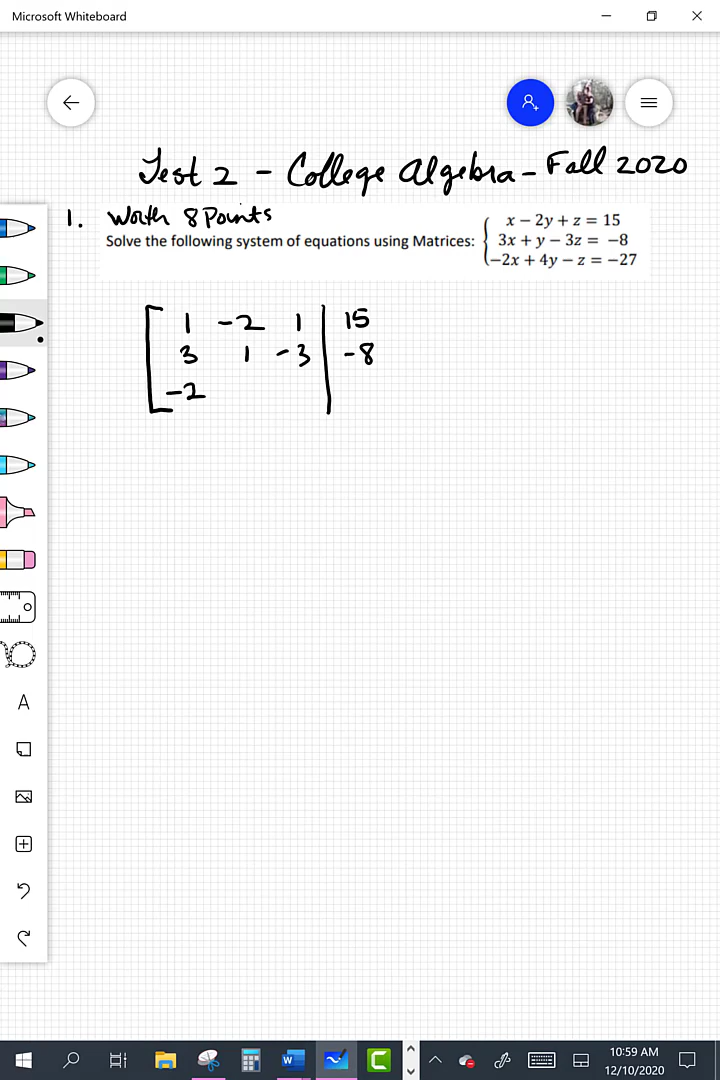 Microsoft Whiteboard
Test 2 - College Algebra - Fall 2020
1. Worth 8 Points
Solve the following system of equations using Matrices:
x − 2y + z = 15
3x + y − 3z = −8
−2x + 4y − z = −27
1 -2 1 | 15
3 1 -3 | -8
-2
A
W
C
10:59 AM
12/10/2020